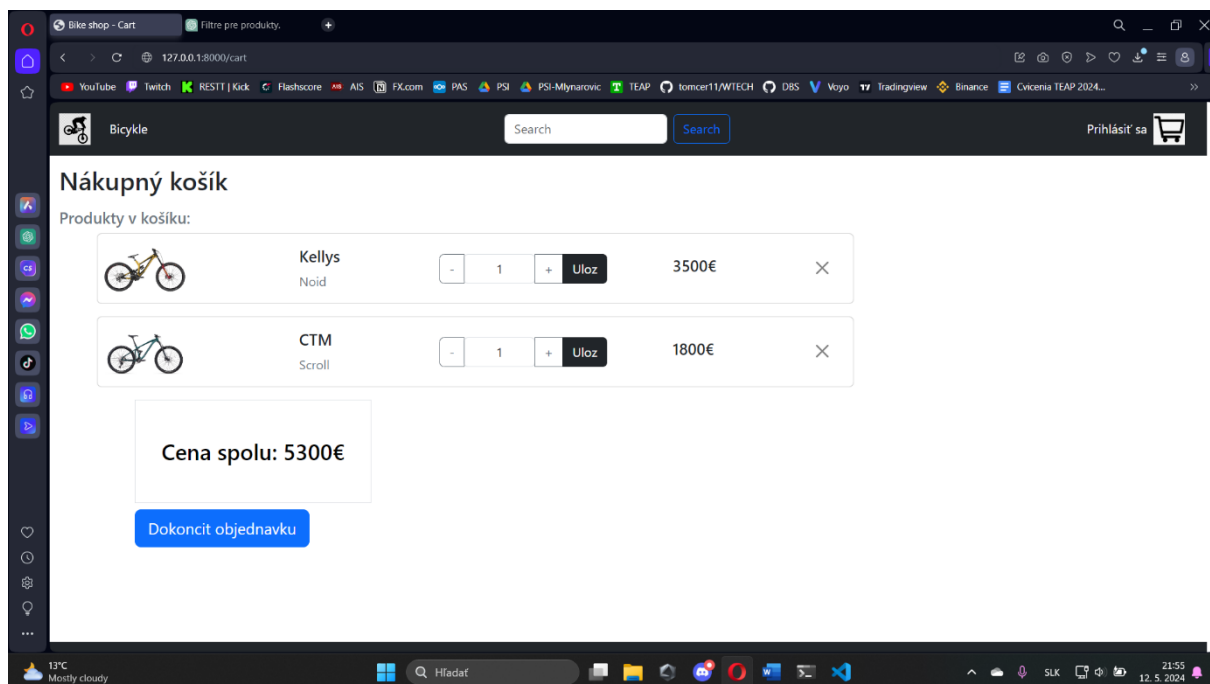 Bike shop - Cart
Filtre pre produkty.
127.0.0.1:8000/cart
YouTube Twitch RESTT | Kick Flashscore AIS AIS FX.com PAS PSI PSI-Mlynarovic TEAP tomcer11/WTECH DBS Voyo Tradingview Binance Cvicenia TEAP 2024...
Bicykle Search Search Prihlásiť sa
Nákupný košík
Produkty v košíku:
Kellys
Noid
- 1 + Uloz 3500€
CTM
Scroll
- 1 + Uloz 1800€
Cena spolu: 5300€
Dokoncit objednavku
13°C
Mostly cloudy
Hľadať
SLK
21:55
12. 5. 2024